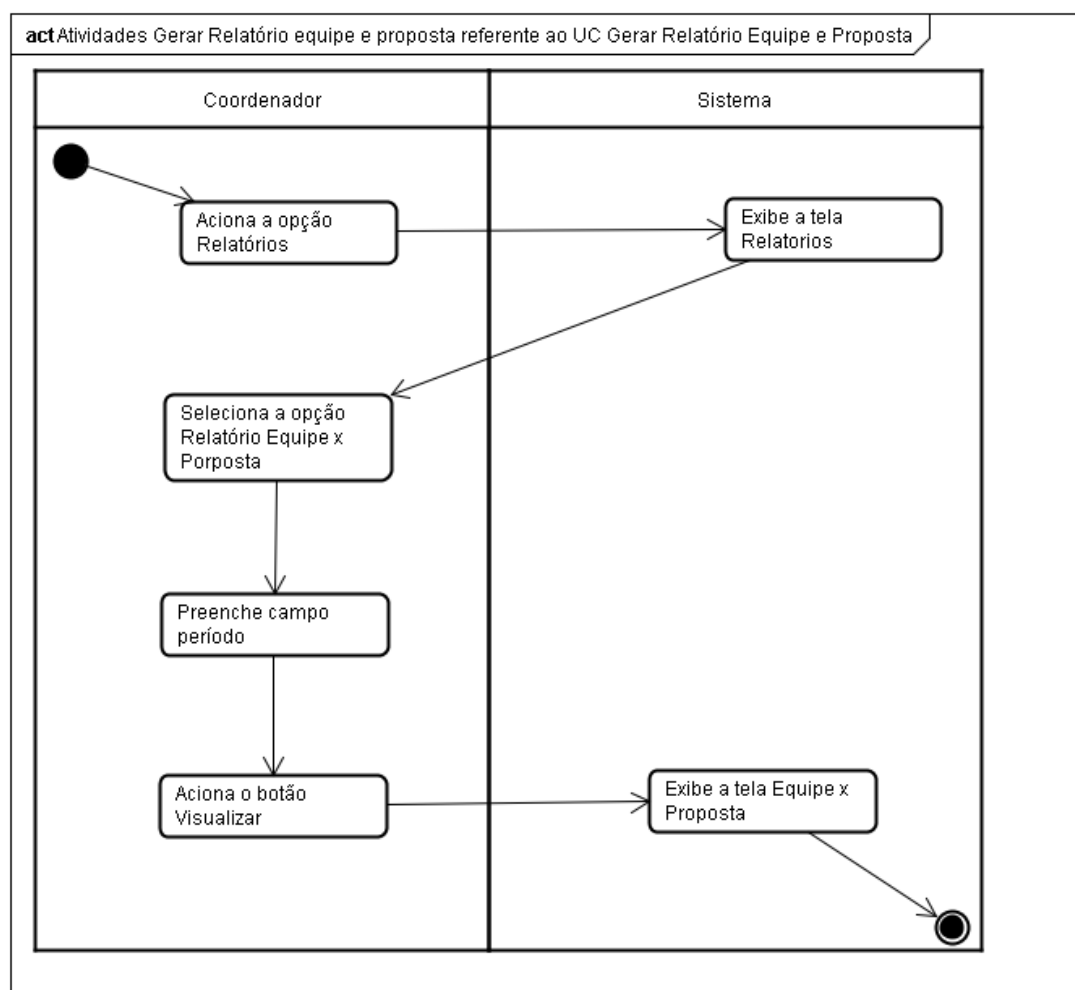 act Atividades Gerar Relatório equipe e proposta referente ao UC Gerar Relatório Equipe e Proposta
Coordenador
Sistema
Aciona a opção
Relatórios
Exibe a tela
Relatorios
Seleciona a opção
Relatório Equipe x
Porposta
Preenche campo
período
Aciona o botão
Visualizar
Exibe a tela Equipe x
Proposta